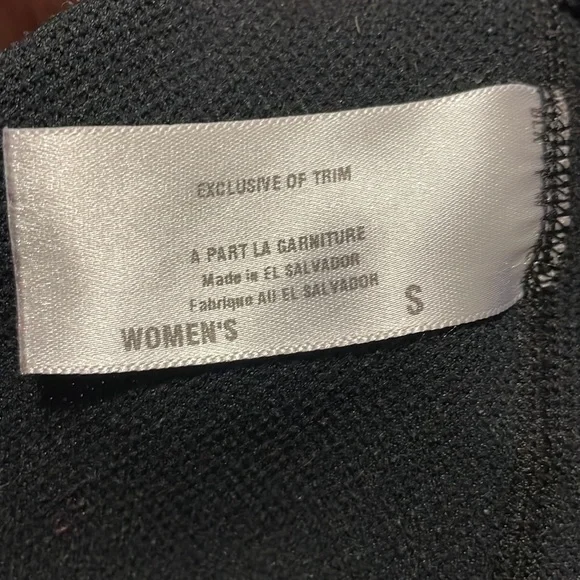 EXCLUSIVE OF TRIM
A PART LA GARNITURE
Made in EL SALVADOR
Fabrique AU EL SALVADOR
WOMEN'S S